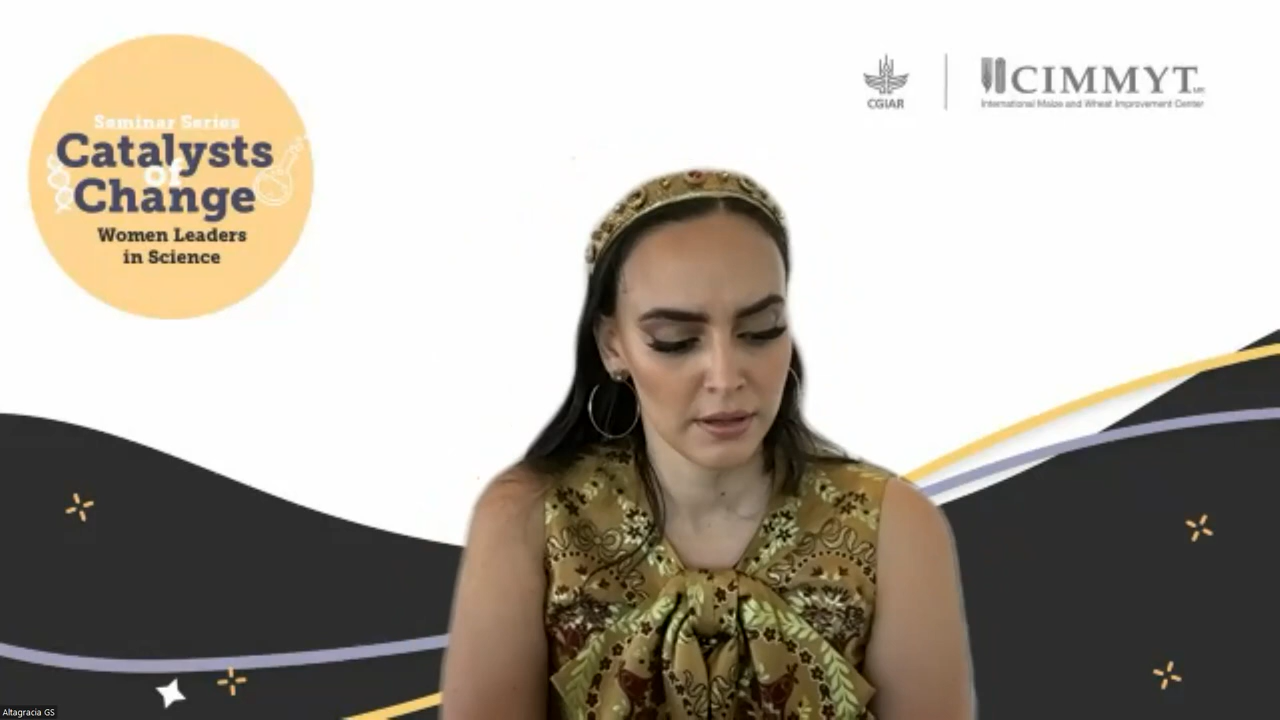 Seminar Series
Catalysts
of
Change
Women Leaders
in Science
CGIAR
CIMMYT
International Maize and Wheat Improvement Center
Altagracia GS